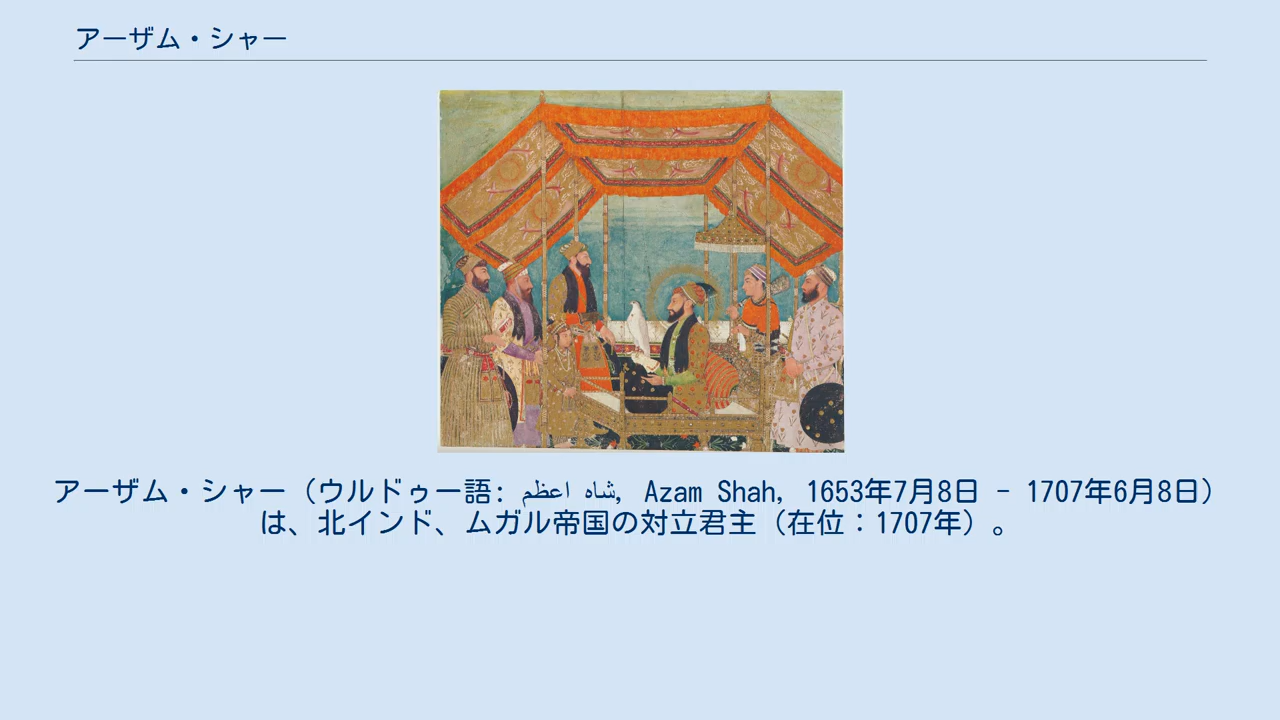 アーザム・シャー
アーザム・シャー（ウルドゥー語: شاه اعظم, Azam Shah, 1653年7月8日 - 1707年6月8日）
は、北インド、ムガル帝国の対立君主（在位：1707年）。